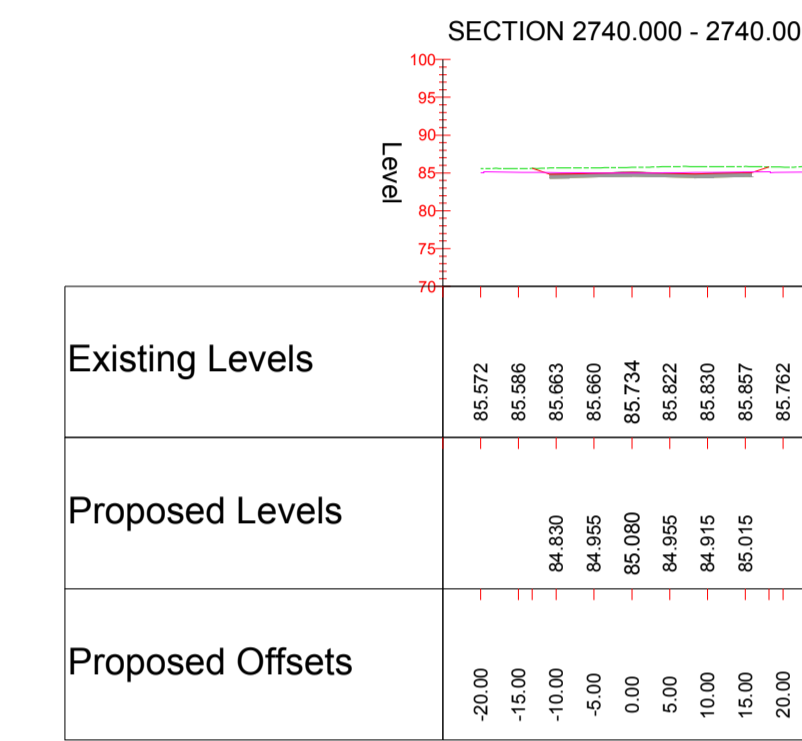 SECTION 2740.000 - 2740.00
100
95
90
85
80
75
70
Level
Existing Levels
85.572 85.586 85.663 85.660 85.734 85.822 85.830 85.857 85.762
Proposed Levels
84.830 84.955 85.080 84.955 84.915 85.015
Proposed Offsets
-20.00 -15.00 -10.00 -5.00 0.00 5.00 10.00 15.00 20.00